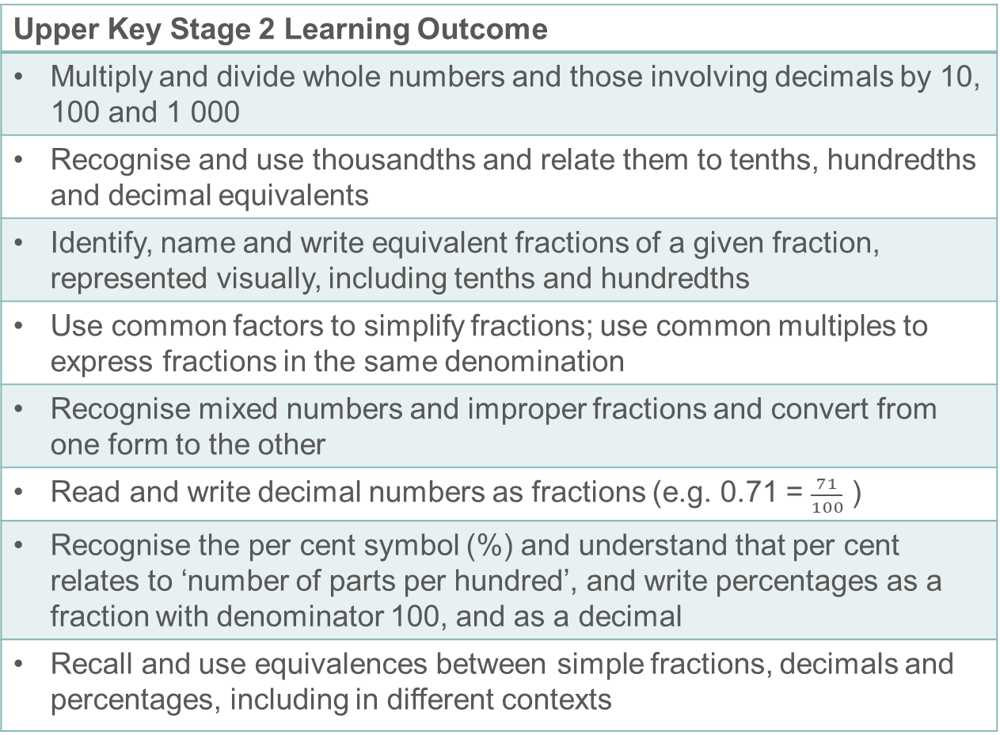 Upper Key Stage 2 Learning Outcome
• Multiply and divide whole numbers and those involving decimals by 10,
100 and 1 000
• Recognise and use thousandths and relate them to tenths, hundredths
and decimal equivalents
• Identify, name and write equivalent fractions of a given fraction,
represented visually, including tenths and hundredths
• Use common factors to simplify fractions; use common multiples to
express fractions in the same denomination
• Recognise mixed numbers and improper fractions and convert from
one form to the other
• Read and write decimal numbers as fractions (e.g. 0.71 = 71/100 )
• Recognise the per cent symbol (%) and understand that per cent
relates to ‘number of parts per hundred’, and write percentages as a
fraction with denominator 100, and as a decimal
• Recall and use equivalences between simple fractions, decimals and
percentages, including in different contexts